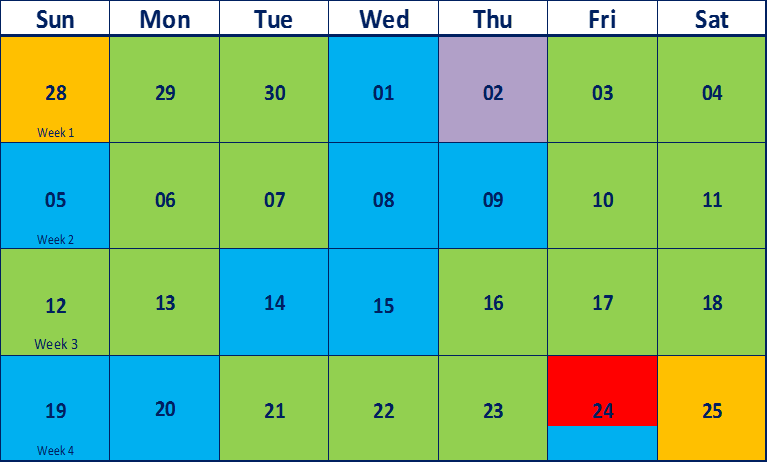 Sun Mon Tue Wed Thu Fri Sat
28 29 30 01 02 03 04
Week 1
05 06 07 08 09 10 11
Week 2
12 13 14 15 16 17 18
Week 3
19 20 21 22 23 24 25
Week 4